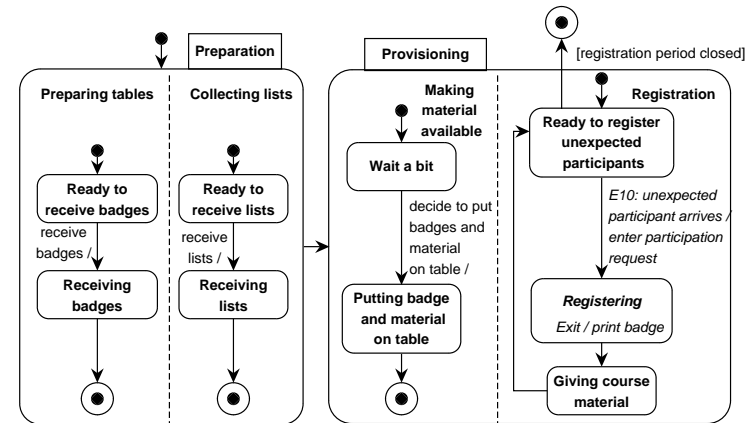 Preparation
Provisioning
[registration period closed]
Preparing tables
Collecting lists
Making
material
available
Registration
Ready to
receive badges
receive
badges /
Receiving
badges
Ready to
receive lists
receive
lists /
Receiving
lists
Wait a bit
decide to put
badges and
material
on table /
Putting badge
and material
on table
Ready to register
unexpected
participants
E10: unexpected
participant arrives /
enter participation
request
Registering
Exit / print badge
Giving course
material